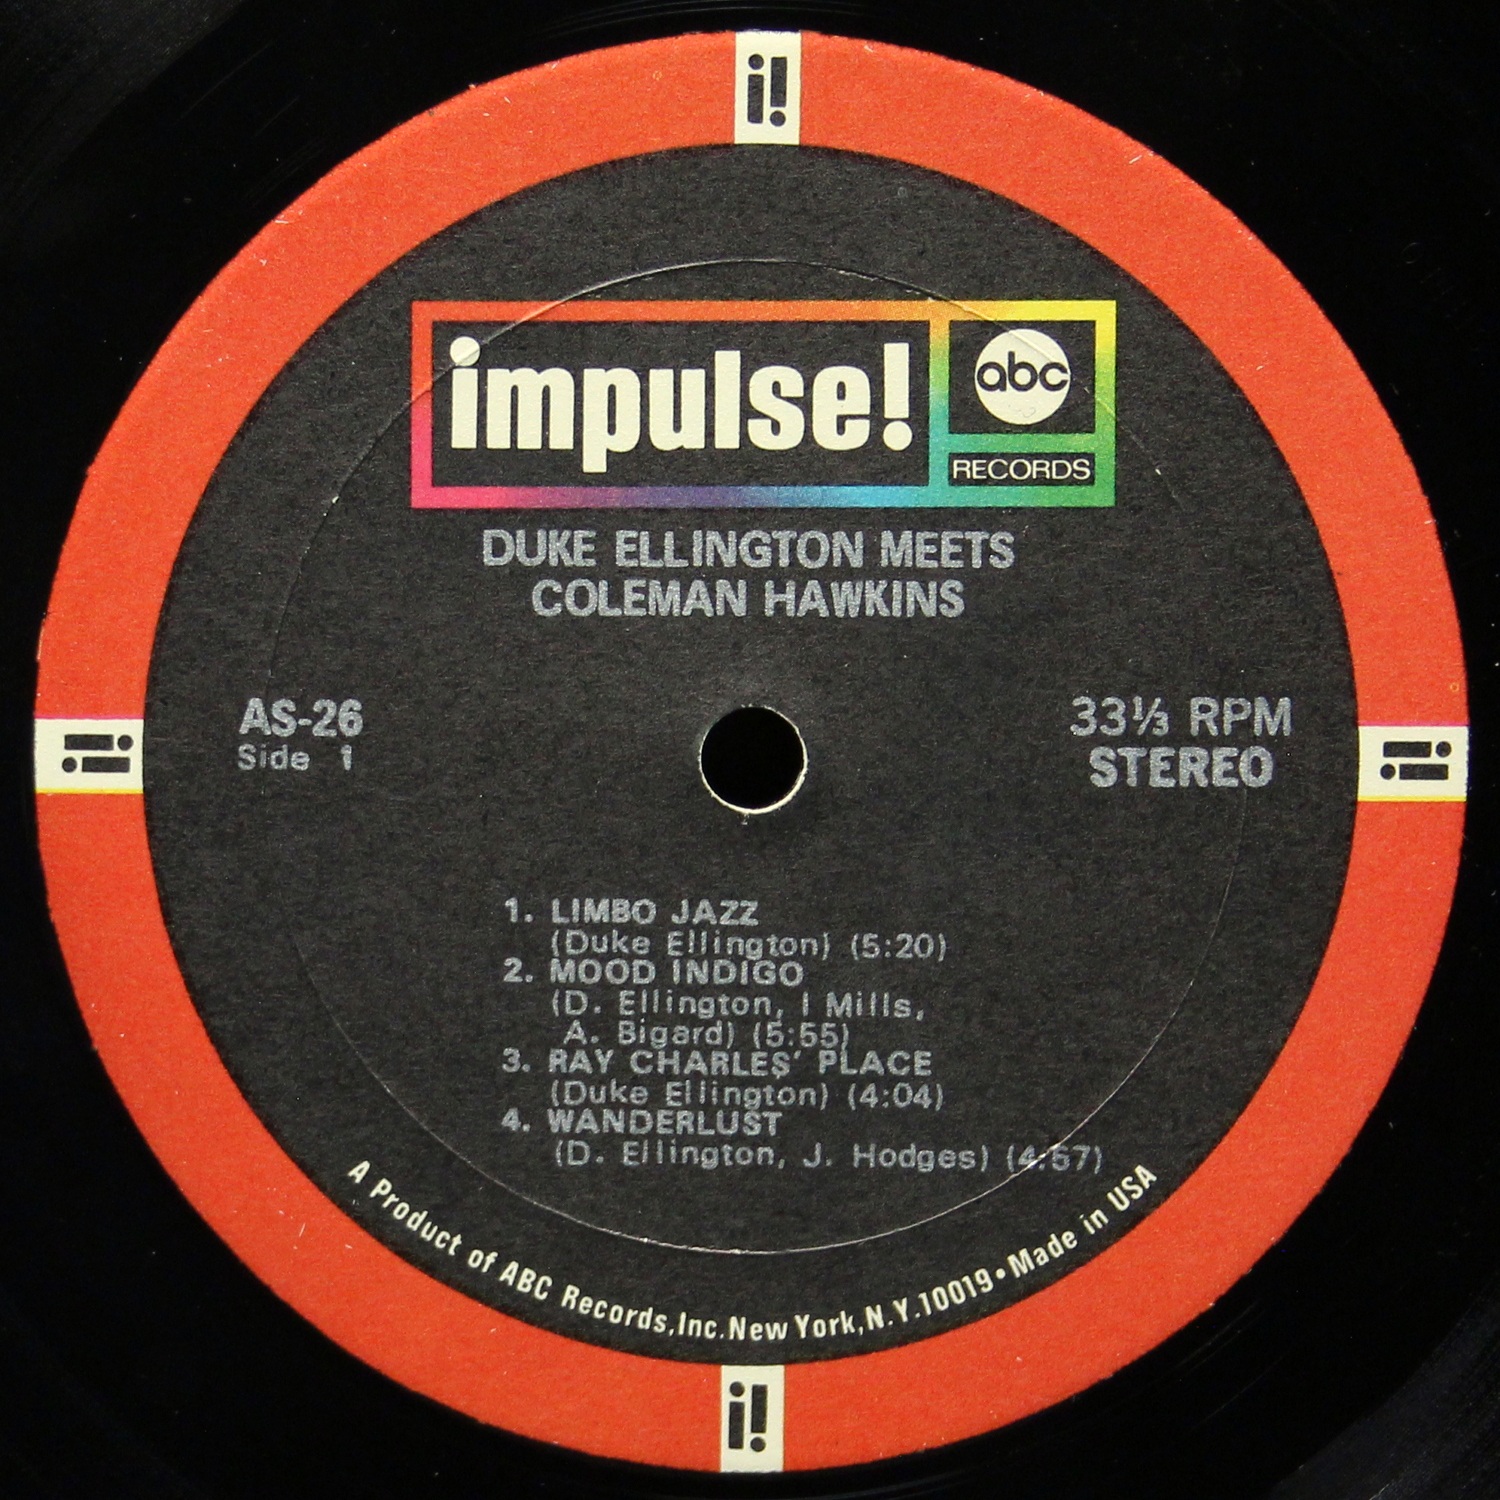 i!
impulse!
abc
RECORDS
DUKE ELLINGTON MEETS
COLEMAN HAWKINS
AS-26
Side 1
33⅓ RPM
STEREO
i!
i!
1. LIMBO JAZZ
(Duke Ellington) (5:20)
2. MOOD INDIGO
(D. Ellington, I Mills,
A. Bigard) (5:55)
3. RAY CHARLES' PLACE
(Duke Ellington) (4:04)
4. WANDERLUST
(D. Ellington, J. Hodges) (4:57)
A Product of ABC Records, Inc. New York, N.Y. 10019 • Made in USA
i!